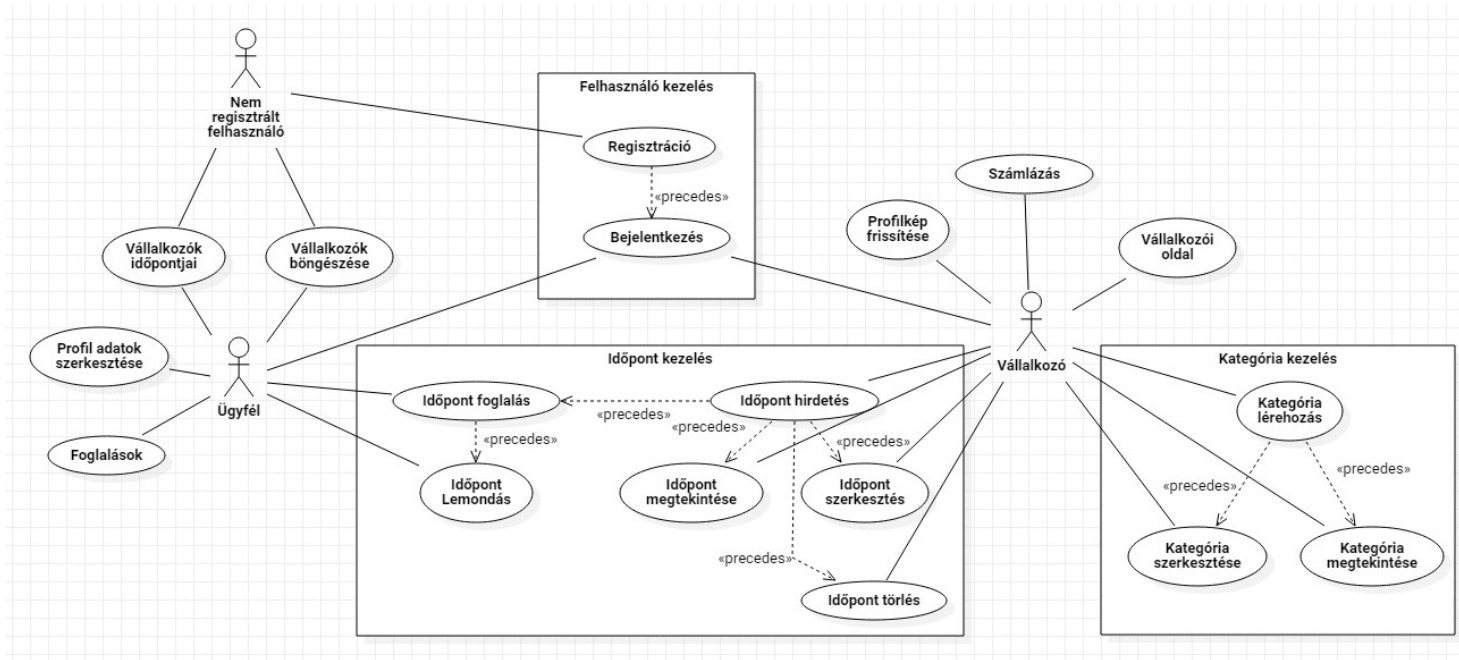 Nem
regisztrált
felhasználó
Felhasználó kezelés
Regisztráció
«precedes»
Bejelentkezés
Vállalkozók
időpontjai
Vállalkozók
böngészése
Profil adatok
szerkesztése
Ügyfél
Foglalások
Számlázás
Profilkép
frissítése
Vállalkozói
oldal
Vállalkozó
Időpont kezelés
Időpont foglalás
«precedes»
Időpont hirdetés
«precedes»
«precedes»
«precedes»
Időpont
Lemondás
Időpont
megtekintése
Időpont
szerkesztés
«precedes»
Időpont törlés
Kategória kezelés
Kategória
lérehozás
«precedes»
«precedes»
Kategória
szerkesztése
Kategória
megtekintése